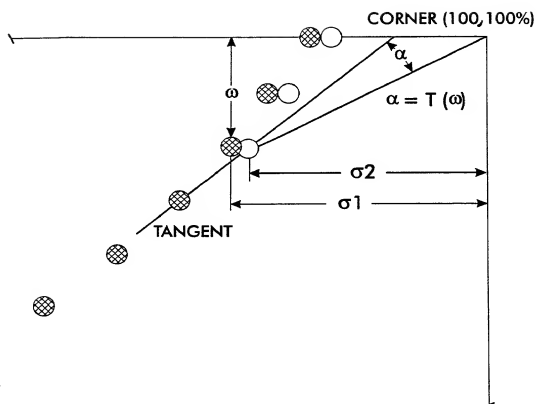 CORNER (100,100%)
α
ω
α = T (ω)
σ2
σ1
TANGENT